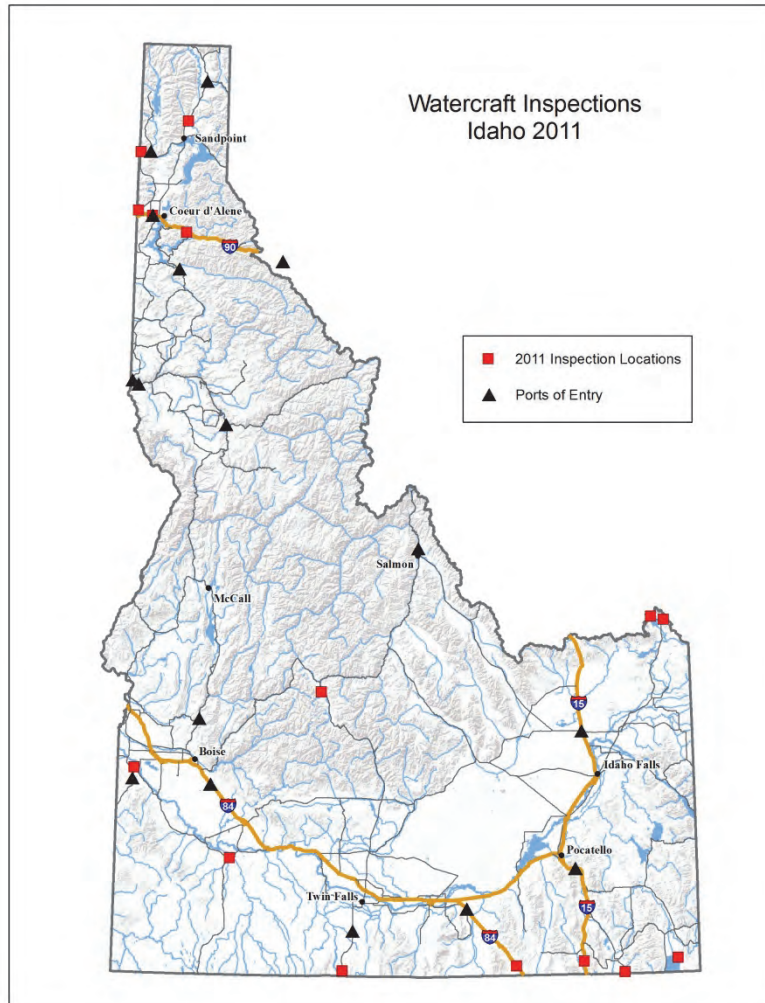 Watercraft Inspections
Idaho 2011
Sandpoint
Coeur d'Alene
90
2011 Inspection Locations
Ports of Entry
Salmon
McCall
15
Boise
Idaho Falls
84
Pocatello
Twin Falls
15
84